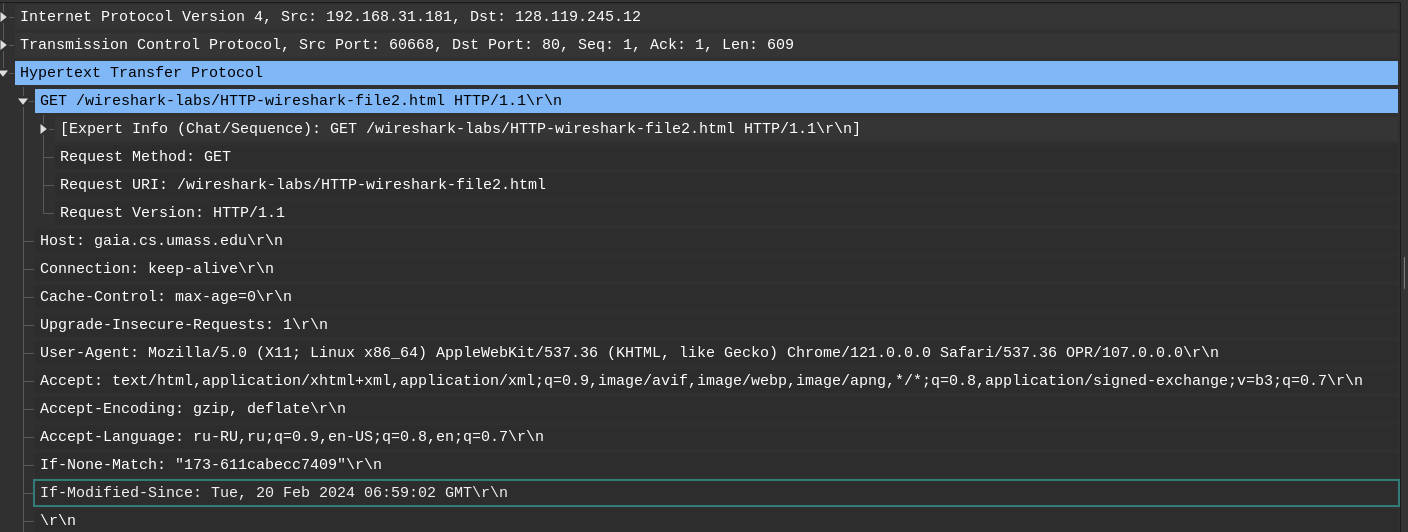 Internet Protocol Version 4, Src: 192.168.31.181, Dst: 128.119.245.12
Transmission Control Protocol, Src Port: 60668, Dst Port: 80, Seq: 1, Ack: 1, Len: 609
Hypertext Transfer Protocol
GET /wireshark-labs/HTTP-wireshark-file2.html HTTP/1.1\r\n
[Expert Info (Chat/Sequence): GET /wireshark-labs/HTTP-wireshark-file2.html HTTP/1.1\r\n]
Request Method: GET
Request URI: /wireshark-labs/HTTP-wireshark-file2.html
Request Version: HTTP/1.1
Host: gaia.cs.umass.edu\r\n
Connection: keep-alive\r\n
Cache-Control: max-age=0\r\n
Upgrade-Insecure-Requests: 1\r\n
User-Agent: Mozilla/5.0 (X11; Linux x86_64) AppleWebKit/537.36 (KHTML, like Gecko) Chrome/121.0.0.0 Safari/537.36 OPR/107.0.0.0\r\n
Accept: text/html,application/xhtml+xml,application/xml;q=0.9,image/avif,image/webp,image/apng,*/*;q=0.8,application/signed-exchange;v=b3;q=0.7\r\n
Accept-Encoding: gzip, deflate\r\n
Accept-Language: ru-RU,ru;q=0.9,en-US;q=0.8,en;q=0.7\r\n
If-None-Match: "173-611cabecc7409"\r\n
If-Modified-Since: Tue, 20 Feb 2024 06:59:02 GMT\r\n
\r\n